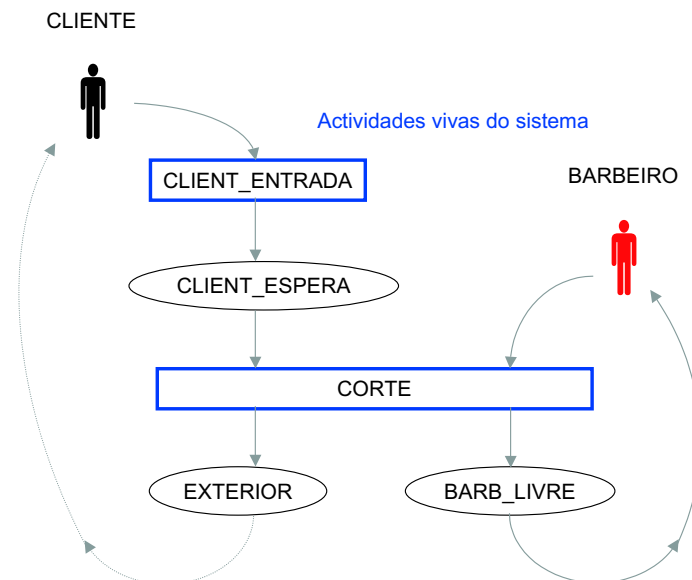 CLIENTE
Actividades vivas do sistema
CLIENT_ENTRADA
BARBEIRO
CLIENT_ESPERA
CORTE
EXTERIOR
BARB_LIVRE